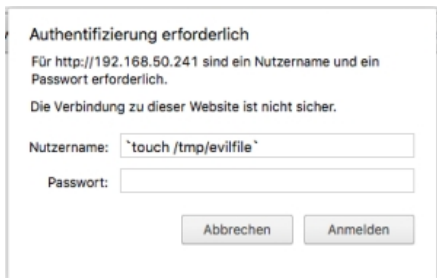 Authentifizierung erforderlich
Für http://192.168.50.241 sind ein Nutzername und ein
Passwort erforderlich.
Die Verbindung zu dieser Website ist nicht sicher.
Nutzername: `touch /tmp/evilfile`
Passwort:
Abbrechen Anmelden